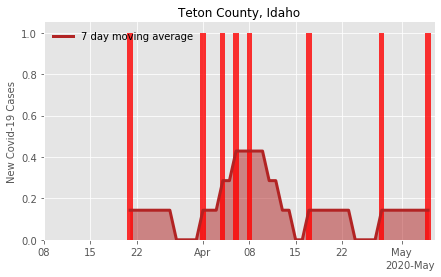 Teton County, Idaho
7 day moving average
New Covid-19 Cases
1.0
0.8
0.6
0.4
0.2
0.0
08 15 22 Apr 08 15 22 May
2020-May